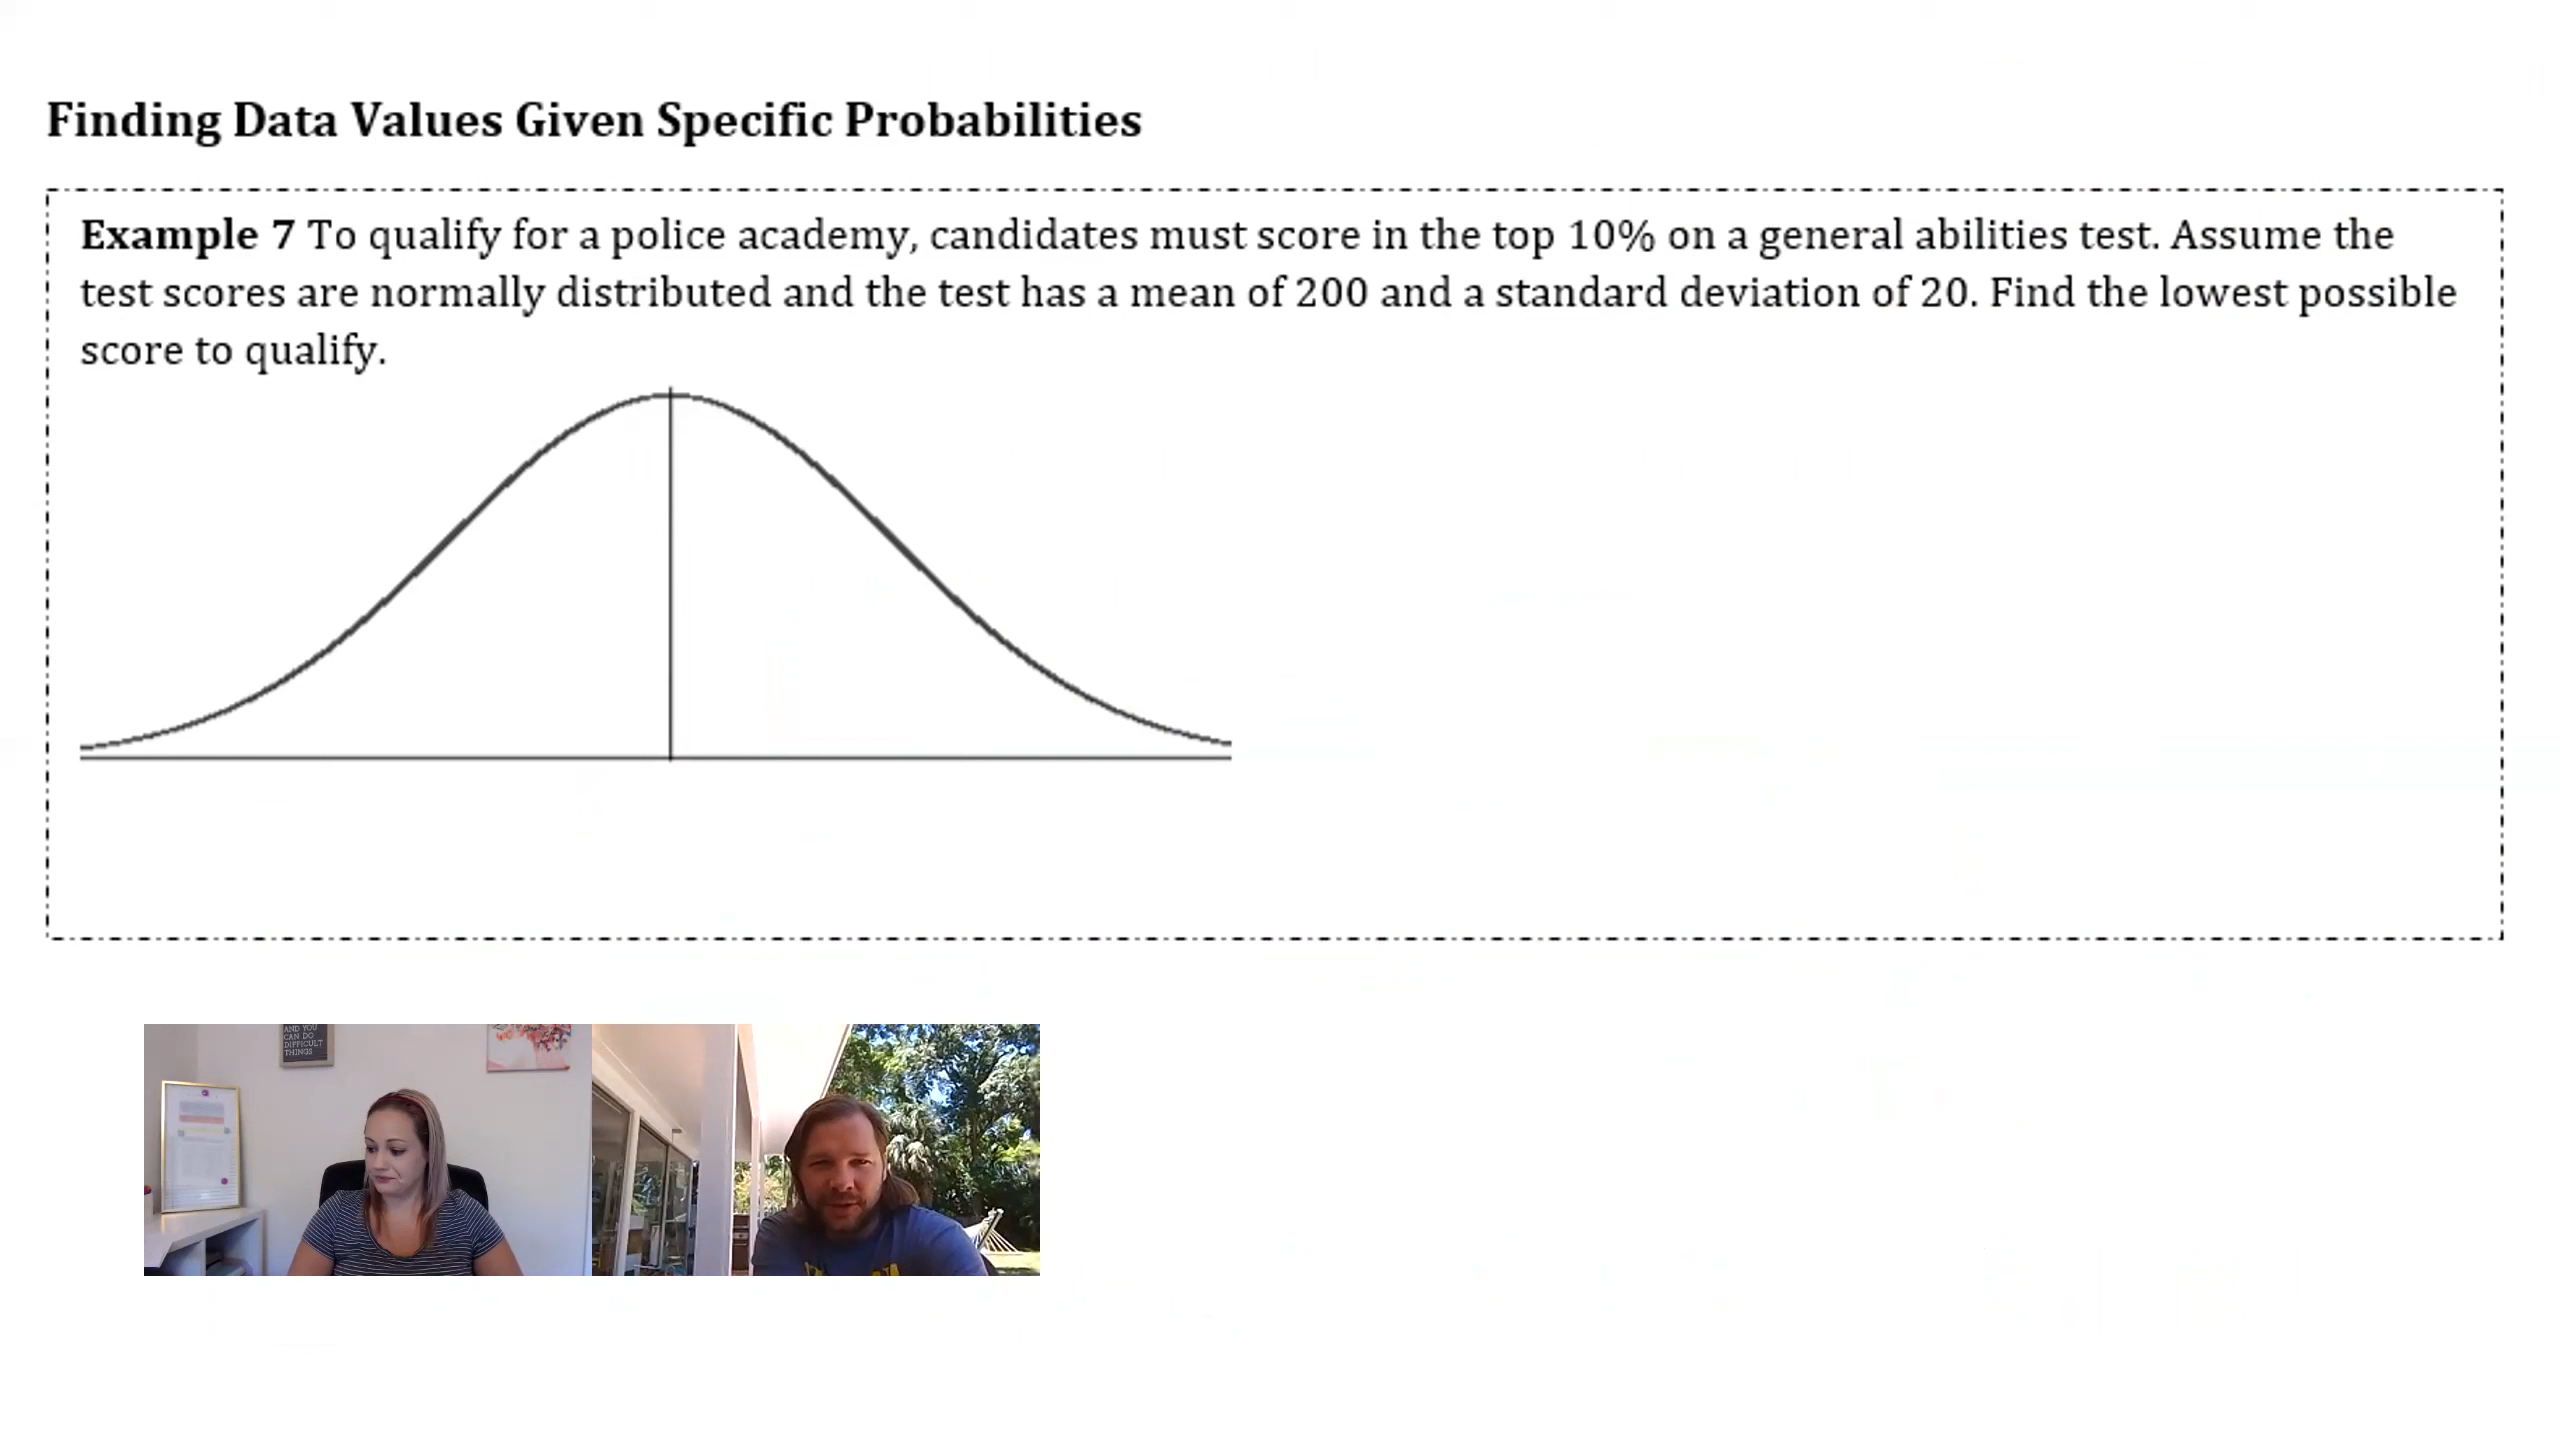 Finding Data Values Given Specific Probabilities
Example 7 To qualify for a police academy, candidates must score in the top 10% on a general abilities test. Assume the
test scores are normally distributed and the test has a mean of 200 and a standard deviation of 20. Find the lowest possible
score to qualify.
AND YOU
CAN DO
DIFFICULT
THINGS